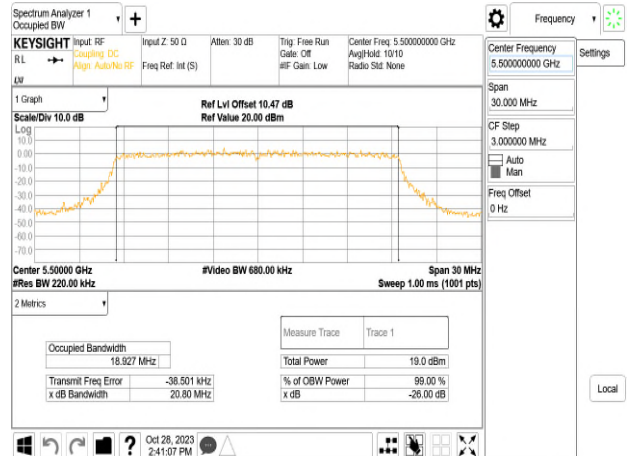 Spectrum Analyzer 1
Occupied BW
Frequency
KEYSIGHT
RL
Input: RF
Coupling: DC
Align: Auto/No RF
Input Z: 50 Ω
Freq Ref: Int (S)
Atten: 30 dB
Trig: Free Run
Gate: Off
#IF Gain: Low
Center Freq: 5.500000000 GHz
Avg|Hold: 10/10
Radio Std: None
Center Frequency
5.500000000 GHz
Settings
Span
30.000 MHz
CF Step
3.000000 MHz
Auto
Man
Freq Offset
0 Hz
Local
1 Graph
Scale/Div 10.0 dB
Ref Lvl Offset 10.47 dB
Ref Value 20.00 dBm
Log
10.0
0.00
-10.0
-20.0
-30.0
-40.0
-50.0
-60.0
-70.0
Center 5.50000 GHz
#Video BW 680.00 kHz
Span 30 MHz
#Res BW 220.00 kHz
Sweep 1.00 ms (1001 pts)
2 Metrics
Measure Trace Trace 1
Occupied Bandwidth
18.927 MHz
Total Power 19.0 dBm
Transmit Freq Error -38.501 kHz
% of OBW Power 99.00 %
x dB Bandwidth 20.80 MHz
x dB -26.00 dB
?
Oct 28, 2023
2:41:07 PM